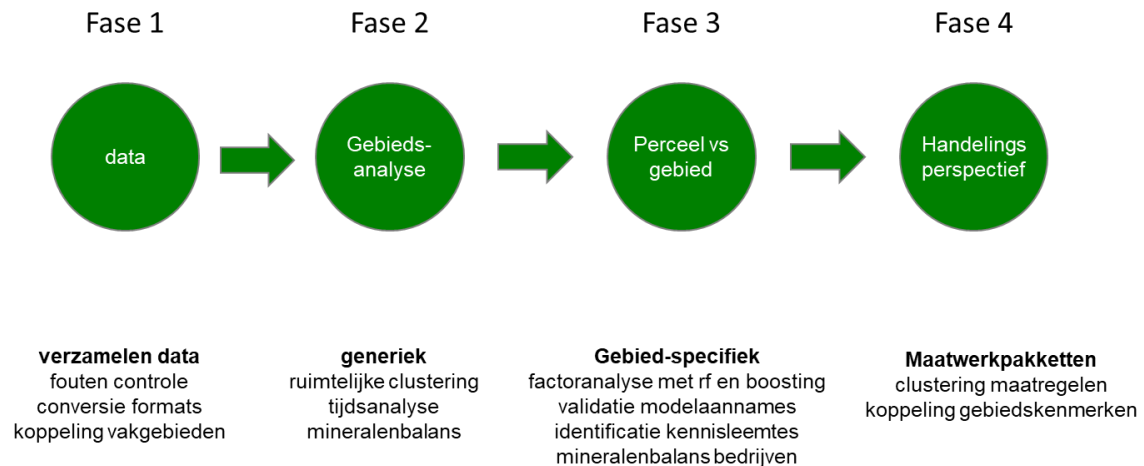 Fase 1
Fase 2
Fase 3
Fase 4
data
Gebieds-
analyse
Perceel vs
gebied
Handelings
perspectief
verzamelen data
fouten controle
conversie formats
koppeling vakgebieden
generiek
ruimtelijke clustering
tijdsanalyse
mineralenbalans
Gebied-specifiek
factoranalyse met rf en boosting
validatie modelaannames
identificatie kennisleemtes
mineralenbalans bedrijven
Maatwerkpakketten
clustering maatregelen
koppeling gebiedskenmerken